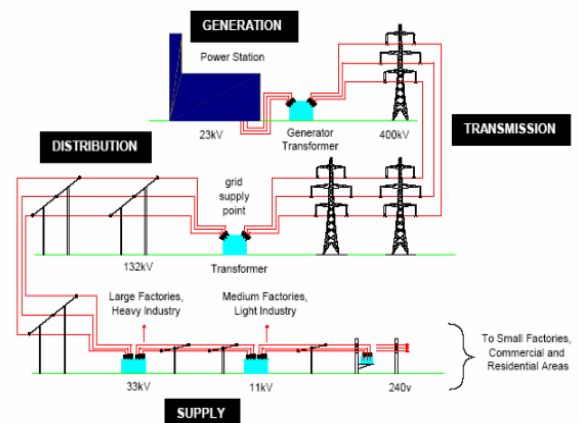 GENERATION
Power Station
23kV
Generator
Transformer
400kV
TRANSMISSION
DISTRIBUTION
grid
supply
point
132kV
Transformer
Large Factories,
Heavy Industry
Medium Factories,
Light Industry
To Small Factories,
Commercial and
Residential Areas
33kV
11kV
240v
SUPPLY